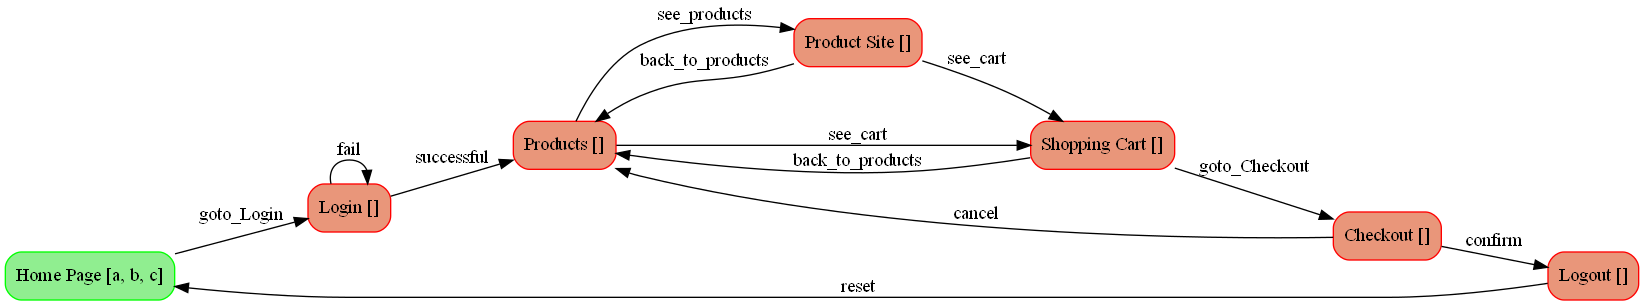 see_products
Product Site []
back_to_products
see_cart
see_cart
Products []
Shopping Cart []
fail
successful
back_to_products
goto_Checkout
Login []
goto_Login
cancel
Checkout []
confirm
Home Page [a, b, c]
Logout []
reset